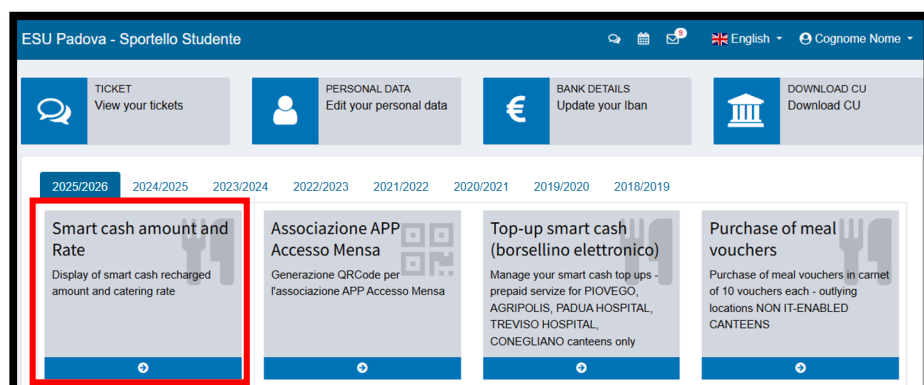 ESU Padova - Sportello Studente
9
English
Cognome Nome
TICKET
View your tickets
PERSONAL DATA
Edit your personal data
BANK DETAILS
Update your Iban
DOWNLOAD CU
Download CU
2025/2026 2024/2025 2023/2024 2022/2023 2021/2022 2020/2021 2019/2020 2018/2019
Smart cash amount and
Rate
Display of smart cash recharged
amount and catering rate
Associazione APP
Accesso Mensa
Generazione QRCode per
l'associazione APP Accesso Mensa
Top-up smart cash
(borsellino elettronico)
Manage your smart cash top ups -
prepaid servize for PIOVEGO,
AGRIPOLIS, PADUA HOSPITAL,
TREVISO HOSPITAL,
CONEGLIANO canteens only
Purchase of meal
vouchers
Purchase of meal vouchers in carnet
of 10 vouchers each - outlying
locations NON IT-ENABLED
CANTEENS